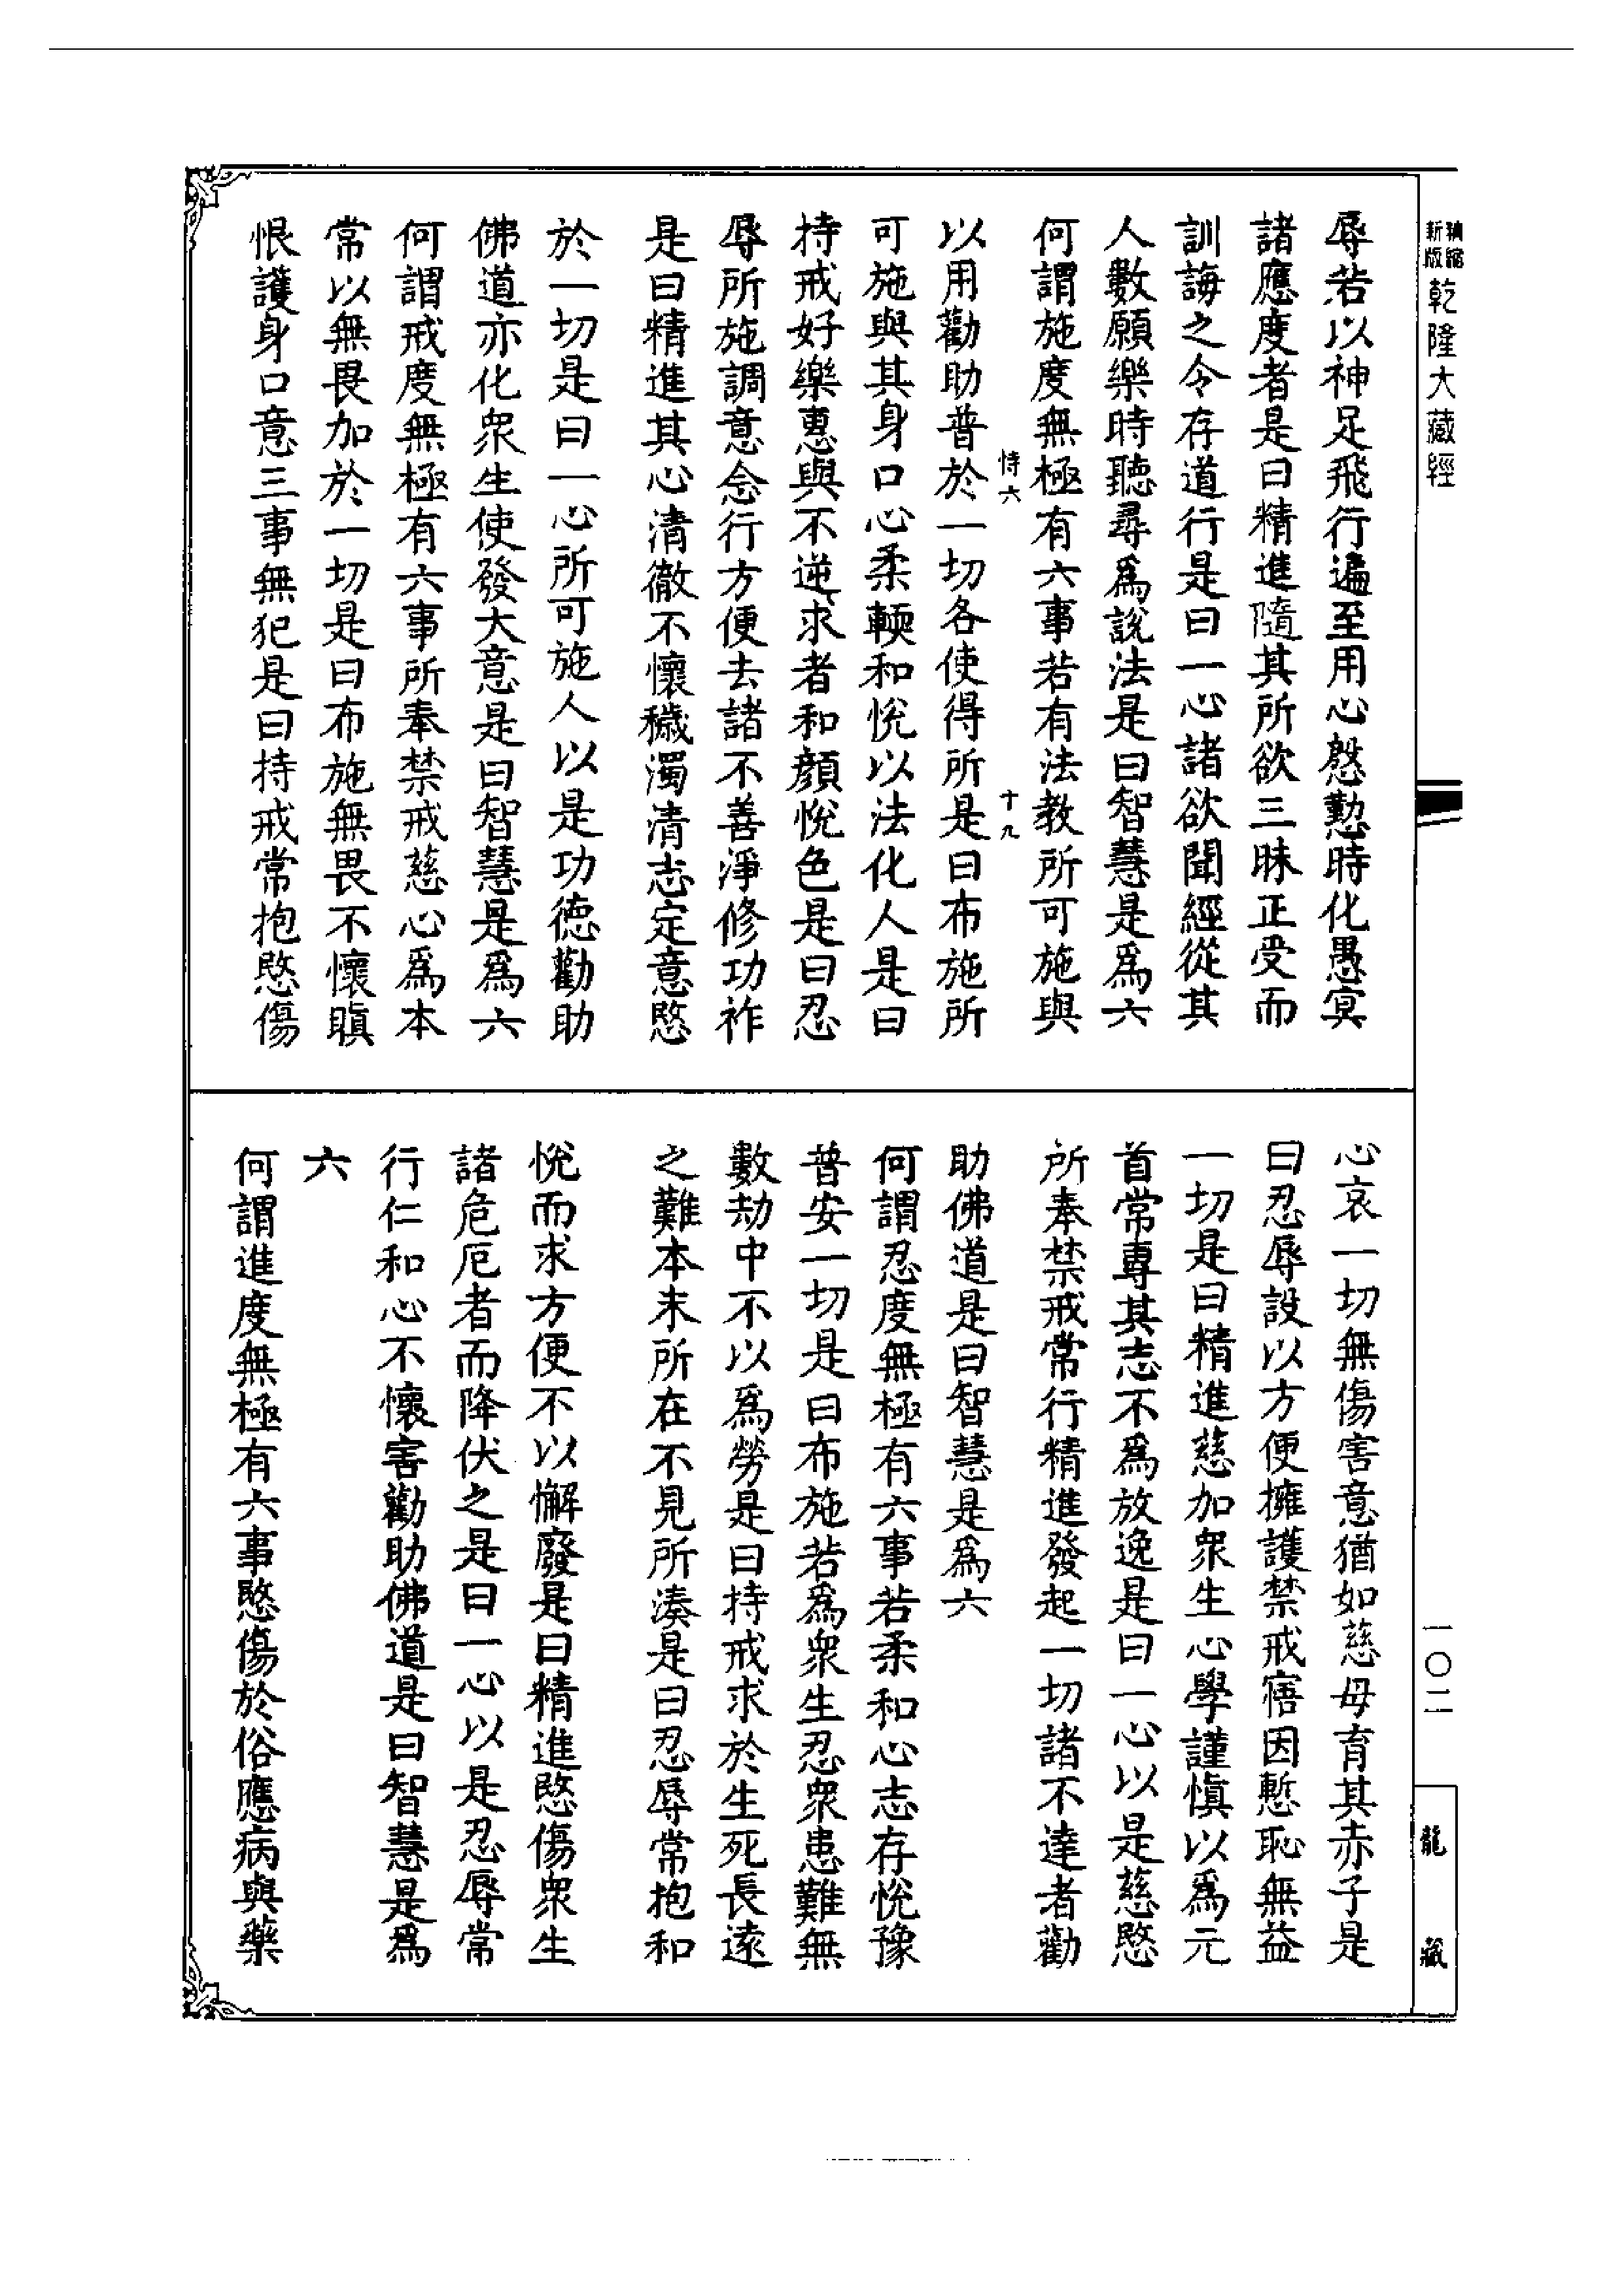 精縮新版乾隆大藏經
辱若以神足飛行遍至用心慇懃時化愚冥
諸應度者是曰精進隨其所欲三昧正受而
訓誨之令存道行是曰一心諸欲聞經從其
人數願樂時聽尋爲說法是曰智慧是爲六
何謂施度無極有六事若有法教所可施與
恃六
十九
以用勸助普於一切各使得所是曰布施所
可施與其身口心柔輭和悅以法化人是曰
持戒好樂惠與不逆求者和顏悅色是曰忍
辱所施調意念行方便去諸不善淨修功祚
是曰精進其心清徹不懷穢濁清志定意愍
於一切是曰一心所可施人以是功德勸助
佛道亦化衆生使發大意是曰智慧是爲六
何謂戒度無極有六事所奉禁戒慈心爲本
常以無畏加於一切是曰布施無畏不懷瞋
恨護身口意三事無犯是曰持戒常抱愍傷
心哀一切無傷害意猶如慈母育其赤子是
曰忍辱設以方便擁護禁戒寤因慙恥無益
一切是曰精進慈加衆生心學謹慎以爲元
首常專其志不爲放逸是曰一心以是慈愍
所奉禁戒常行精進發起一切諸不達者勸
助佛道是曰智慧是爲六
何謂忍度無極有六事若柔和心志存悅豫
普安一切是曰布施若爲衆生忍衆患難無
數劫中不以爲勞是曰持戒求於生死長遠
之難本末所在不見所湊是曰忍辱常抱和
悅而求方便不以懈廢是曰精進愍傷衆生
諸危厄者而降伏之是曰一心以是忍辱常
行仁和心不懷害勸助佛道是曰智慧是爲
六
何謂進度無極有六事愍傷於俗應病與藥
一〇二
龍藏